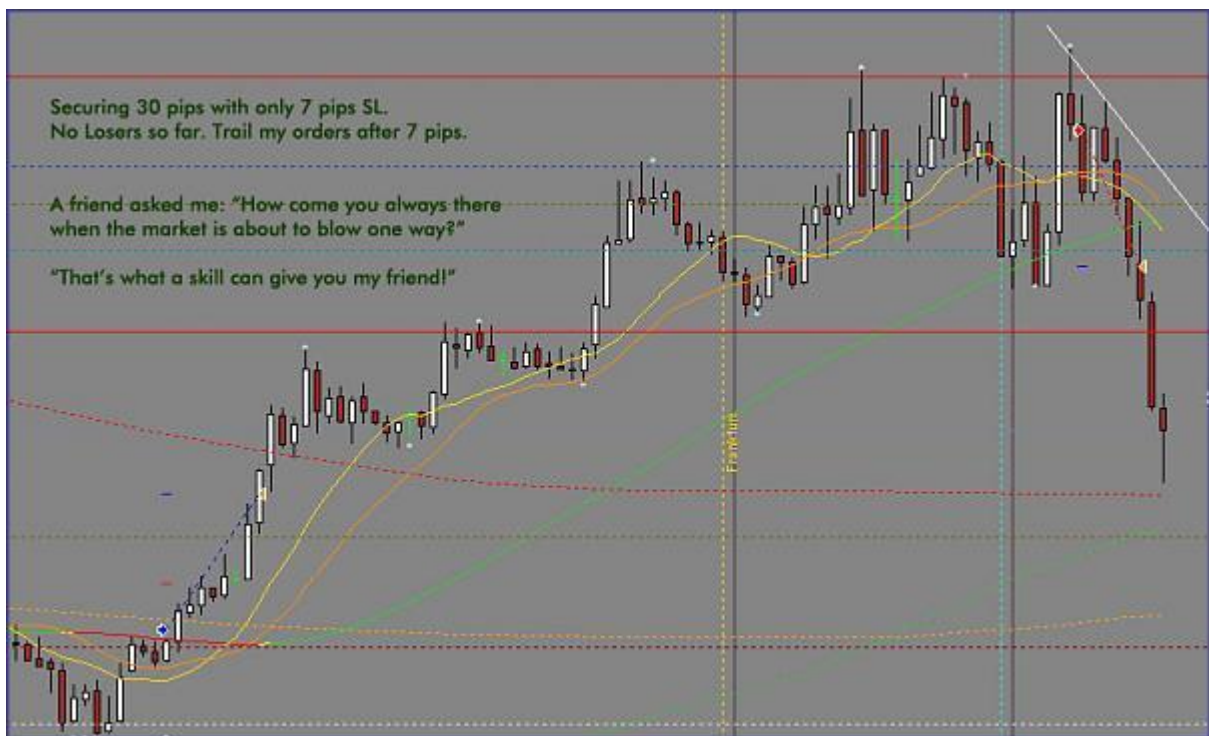 Securing 30 pips with only 7 pips SL.
No Losers so far. Trail my orders after 7 pips.
A friend asked me: “How come you always there
when the market is about to blow one way?”
“That’s what a skill can give you my friend!”
Frankfurt